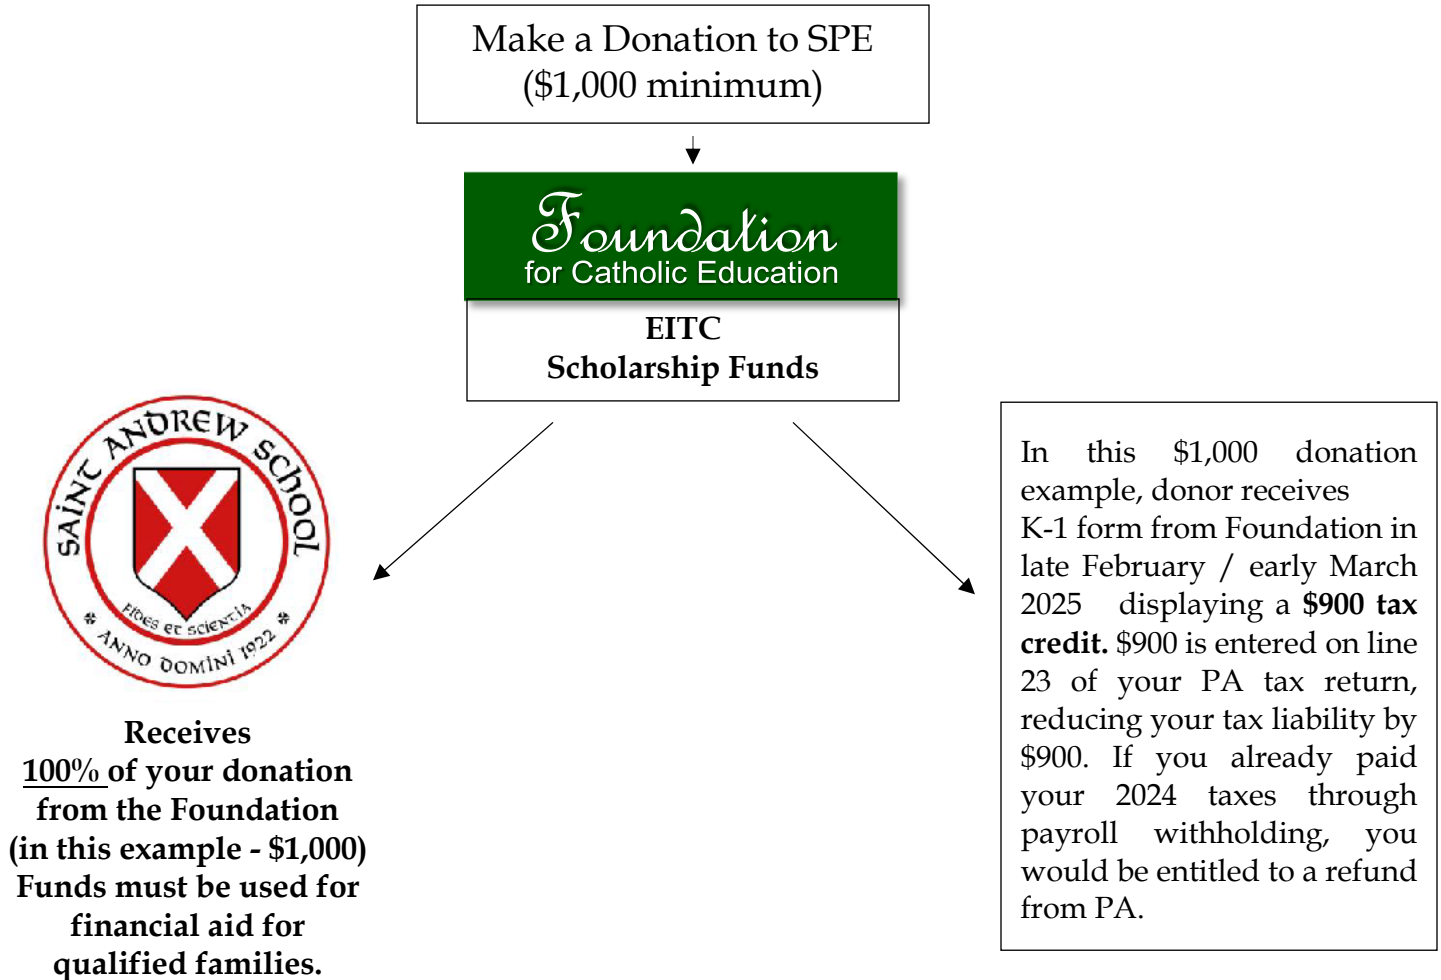 Make a Donation to SPE
($1,000 minimum)
Foundation
for Catholic Education
EITC
Scholarship Funds
SAINT ANDREW SCHOOL
FIDES ET SCIENTIA
* ANNO DOMINI 1922 *
Receives
100% of your donation
from the Foundation
(in this example - $1,000)
Funds must be used for
financial aid for
qualified families.
In this $1,000 donation
example, donor receives
K-1 form from Foundation in
late February / early March
2025 displaying a $900 tax
credit. $900 is entered on line
23 of your PA tax return,
reducing your tax liability by
$900. If you already paid
your 2024 taxes through
payroll withholding, you
would be entitled to a refund
from PA.